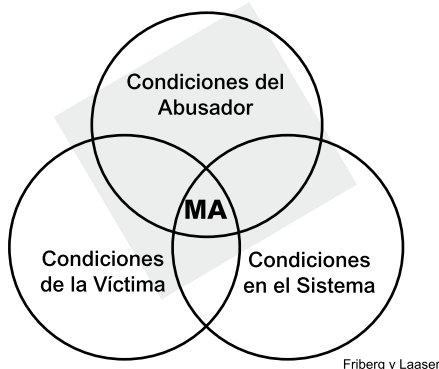 Condiciones del
Abusador
MA
Condiciones
de la Víctima
Condiciones
en el Sistema
Friberg y Laaser